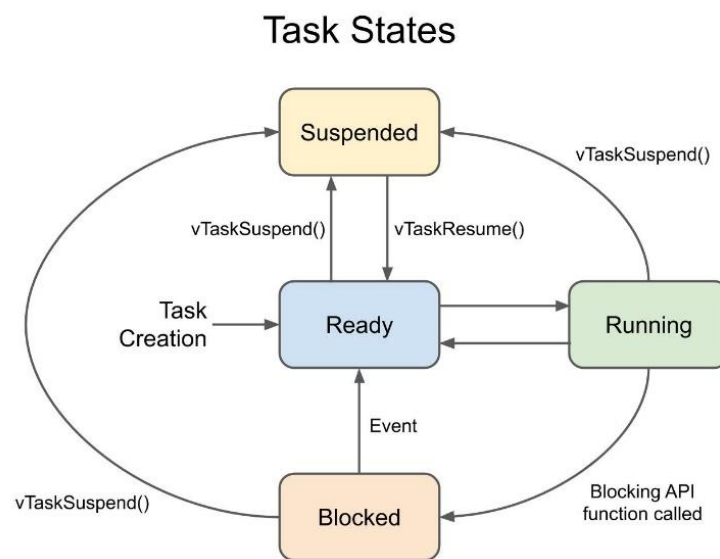 Task States
Suspended
vTaskSuspend()
vTaskSuspend()
vTaskResume()
Task
Creation
Ready
Running
Event
vTaskSuspend()
Blocked
Blocking API
function called